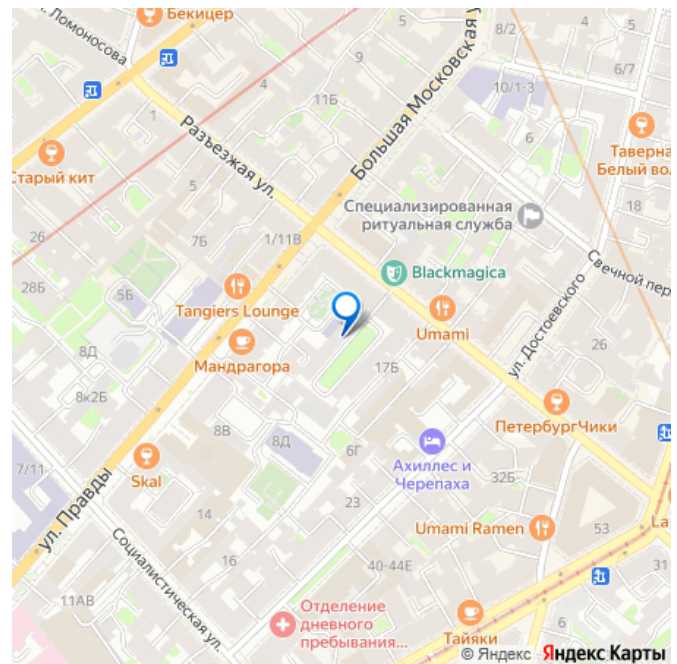 Ломоносова
Бекицер
8/2
4
9
6/7
11Б
10/1-3
Большая Московская у
1
6
Разъезжая ул.
Таверна
Белый вол
Старый кит
5
Специализированная
ритуальная служба
18
26
7Б
1/11В
Свечной пер
Blackmagica
28Б
5Б
Tangiers Lounge
Umami
ул. Достоевского
26
8Д
Мандрагора
17Б
8к2Б
ПетербургЧики
8В
8Д
6Г
Ахиллес и
Черепаха
7/11
Skal
32Б
ул. Правды
23
14
Umami Ramen
53
La
Социалистическая ул.
16
40-44Е
31
11АВ
Отделение
дневного
пребывания...
Тайяки
6
© Яндекс Яндекс Карты